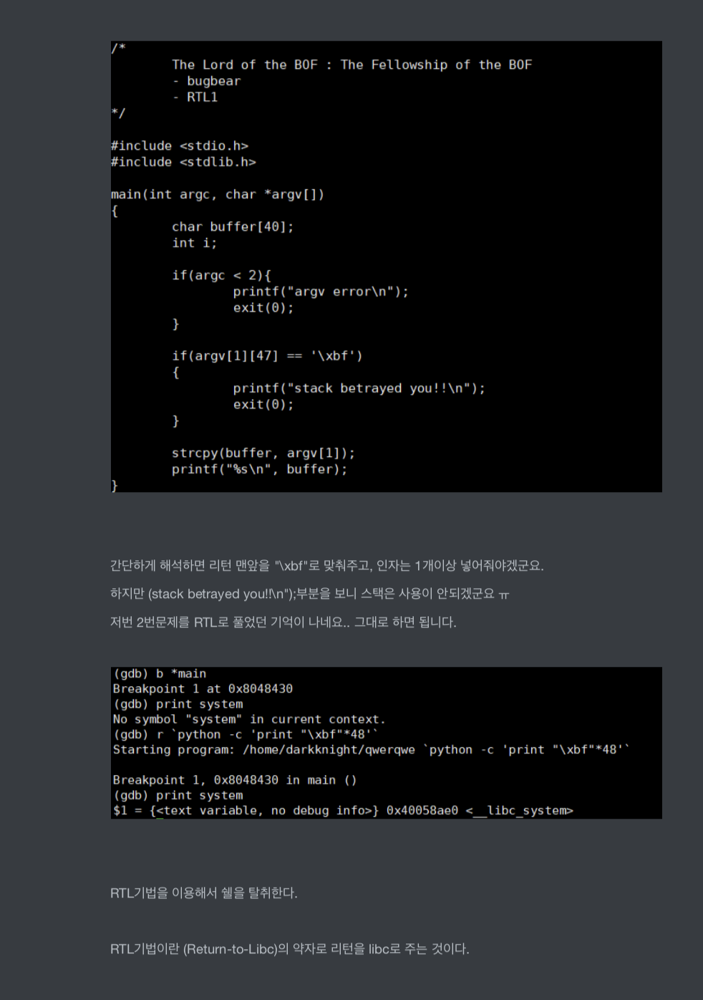 /*
The Lord of the BOF : The Fellowship of the BOF
- bugbear
- RTL1
*/
#include <stdio.h>
#include <stdlib.h>
main(int argc, char *argv[])
{
char buffer[40];
int i;
if(argc < 2){
printf("argv error\n");
exit(0);
}
if(argv[1][47] == '\xbf')
{
printf("stack betrayed you!!\n");
exit(0);
}
strcpy(buffer, argv[1]);
printf("%s\n", buffer);
}
간단하게 해석하면 리턴 맨앞을 "\xbf"로 맞춰주고, 인자는 1개이상 넣어줘야겠군요.
하지만 (stack betrayed you!!\n");부분을 보니 스택은 사용이 안되겠군요 ㅠ
저번 2번문제를 RTL로 풀었던 기억이 나네요.. 그대로 하면 됩니다.
(gdb) b *main
Breakpoint 1 at 0x8048430
(gdb) print system
No symbol "system" in current context.
(gdb) r `python -c 'print "\xbf"*48'`
Starting program: /home/darkknight/qwerqwe `python -c 'print "\xbf"*48'`
Breakpoint 1, 0x8048430 in main ()
(gdb) print system
$1 = {<text variable, no debug info>} 0x40058ae0 <__libc_system>
RTL기법을 이용해서 쉘을 탈취한다.
RTL기법이란 (Return-to-Libc)의 약자로 리턴을 libc로 주는 것이다.